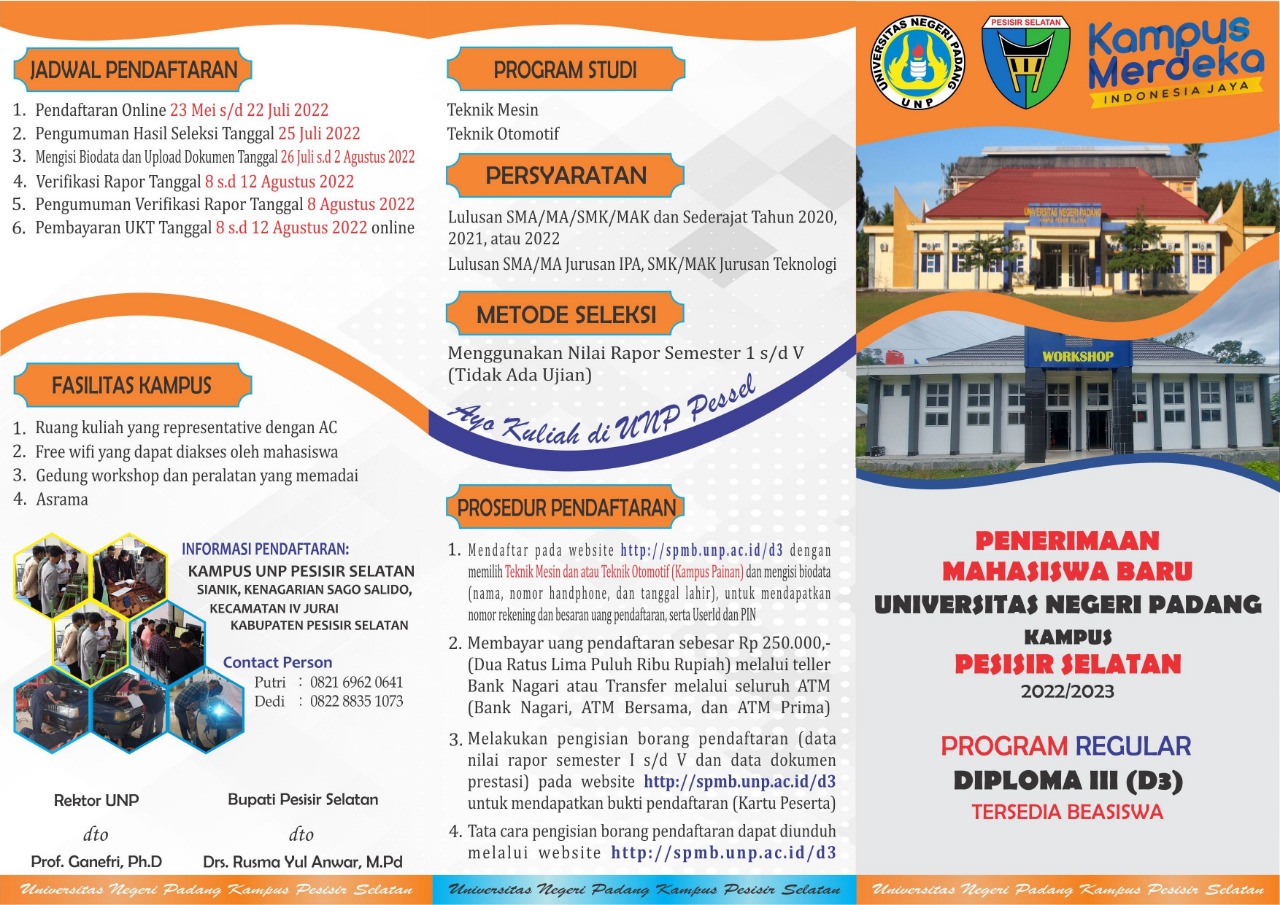 JADWAL PENDAFTARAN
1. Pendaftaran Online 23 Mei s/d 22 Juli 2022
2. Pengumuman Hasil Seleksi Tanggal 25 Juli 2022
3. Mengisi Biodata dan Upload Dokumen Tanggal 26 Juli s.d 2 Agustus 2022
4. Verifikasi Rapor Tanggal 8 s.d 12 Agustus 2022
5. Pengumuman Verifikasi Rapor Tanggal 8 Agustus 2022
6. Pembayaran UKT Tanggal 8 s.d 12 Agustus 2022 online
FASILITAS KAMPUS
1. Ruang kuliah yang representative dengan AC
2. Free wifi yang dapat diakses oleh mahasiswa
3. Gedung workshop dan peralatan yang memadai
4. Asrama
INFORMASI PENDAFTARAN:
KAMPUS UNP PESISIR SELATAN
SIANIK, KENAGARIAN SAGO SALIDO,
KECAMATAN IV JURAI
KABUPATEN PESISIR SELATAN
Contact Person
Putri : 0821 6962 0641
Dedi : 0822 8835 1073
Rektor UNP
dto
Prof. Ganefri, Ph.D
Bupati Pesisir Selatan
dto
Drs. Rusma Yul Anwar, M.Pd
Universitas Negeri Padang Kampus Pesisir Selatan
PROGRAM STUDI
Teknik Mesin
Teknik Otomotif
PERSYARATAN
Lulusan SMA/MA/SMK/MAK dan Sederajat Tahun 2020,
2021, atau 2022
Lulusan SMA/MA Jurusan IPA, SMK/MAK Jurusan Teknologi
METODE SELEKSI
Menggunakan Nilai Rapor Semester 1 s/d V
(Tidak Ada Ujian)
Ayo Kuliah di UNP Pessel
PROSEDUR PENDAFTARAN
1. Mendaftar pada website http://spmb.unp.ac.id/d3 dengan
memilih Teknik Mesin dan atau Teknik Otomotif (Kampus Painan) dan mengisi biodata
(nama, nomor handphone, dan tanggal lahir), untuk mendapatkan
nomor rekening dan besaran uang pendaftaran, serta UserId dan PIN
2. Membayar uang pendaftaran sebesar Rp 250.000,-
(Dua Ratus Lima Puluh Ribu Rupiah) melalui teller
Bank Nagari atau Transfer melalui seluruh ATM
(Bank Nagari, ATM Bersama, dan ATM Prima)
3. Melakukan pengisian borang pendaftaran (data
nilai rapor semester I s/d V dan data dokumen
prestasi) pada website http://spmb.unp.ac.id/d3
untuk mendapatkan bukti pendaftaran (Kartu Peserta)
4. Tata cara pengisian borang pendaftaran dapat diunduh
melalui website http://spmb.unp.ac.id/d3
Universitas Negeri Padang Kampus Pesisir Selatan
UNIVERSITAS NEGERI PADANG
UNP
PESISIR SELATAN
Kampus
Merdeka
INDONESIA JAYA
UNIVERSITAS NEGERI PADANG
WORKSHOP
PENERIMAAN
MAHASISWA BARU
UNIVERSITAS NEGERI PADANG
KAMPUS
PESISIR SELATAN
2022/2023
PROGRAM REGULAR
DIPLOMA III (D3)
TERSEDIA BEASISWA
Universitas Negeri Padang Kampus Pesisir Selatan